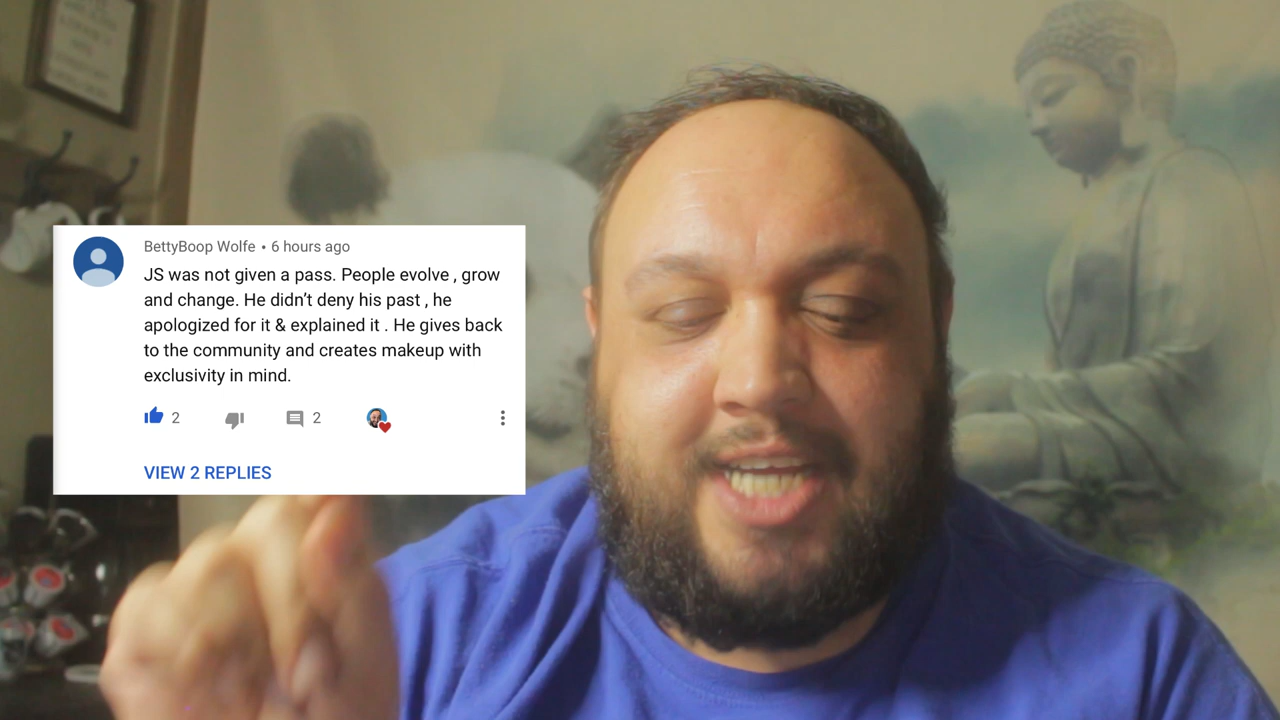 BettyBoop Wolfe • 6 hours ago
JS was not given a pass. People evolve , grow
and change. He didn’t deny his past , he
apologized for it & explained it . He gives back
to the community and creates makeup with
exclusivity in mind.
2
2
VIEW 2 REPLIES